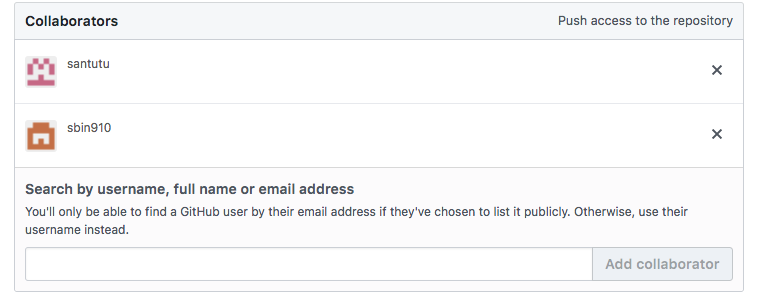 Collaborators
Push access to the repository
santutu
sbin910
Search by username, full name or email address
You'll only be able to find a GitHub user by their email address if they've chosen to list it publicly. Otherwise, use their
username instead.
Add collaborator